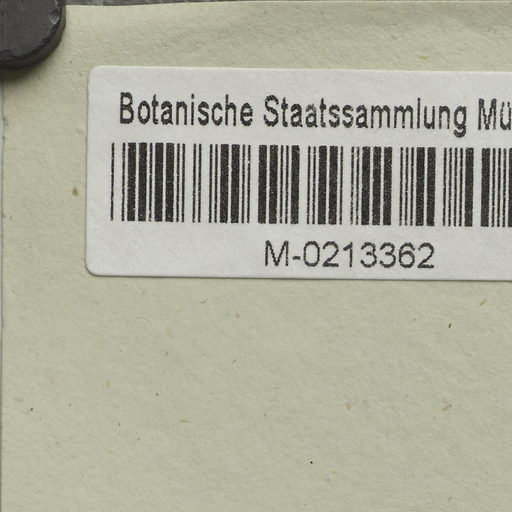 Botanische Staatssammlung Mü
M-0213362